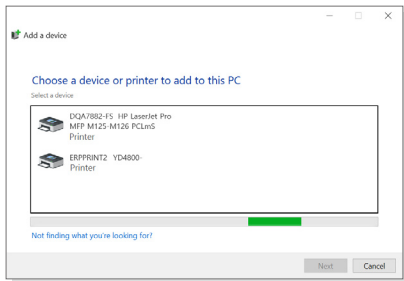 Add a device
Choose a device or printer to add to this PC
Select a device
DQA7882-FS HP LaserJet Pro
MFP M125-M126 PCLmS
Printer
ERPPRINT2 YD4800-
Printer
Not finding what you're looking for?
Next
Cancel